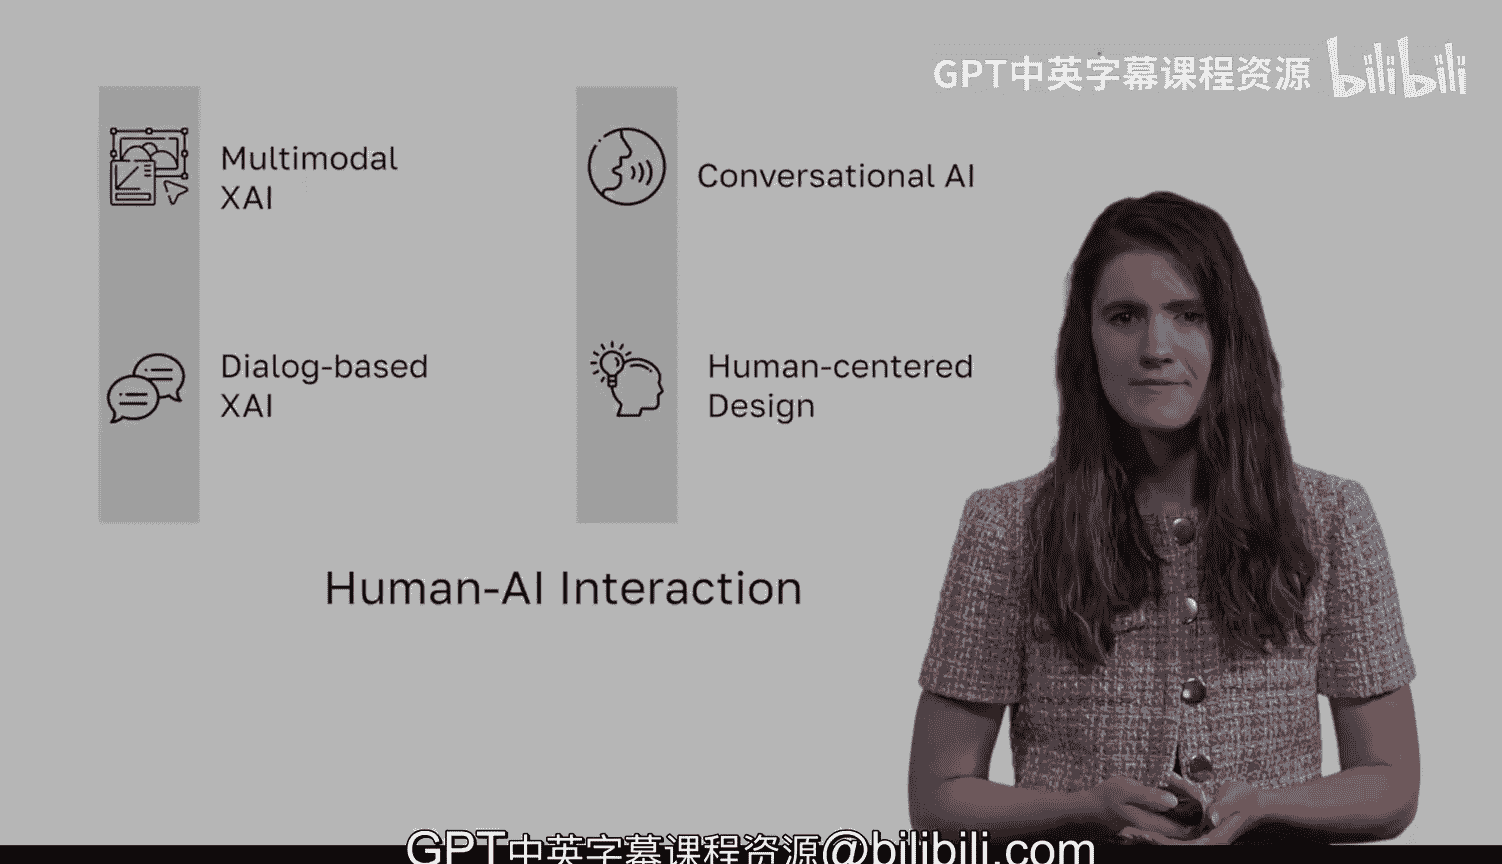 GPT中英字幕课程资源 bilibili
Multimodal
XAI
Conversational AI
Dialog-based
XAI
Human-centered
Design
Human-AI Interaction
GPT中英字幕课程资源@bilibili.com